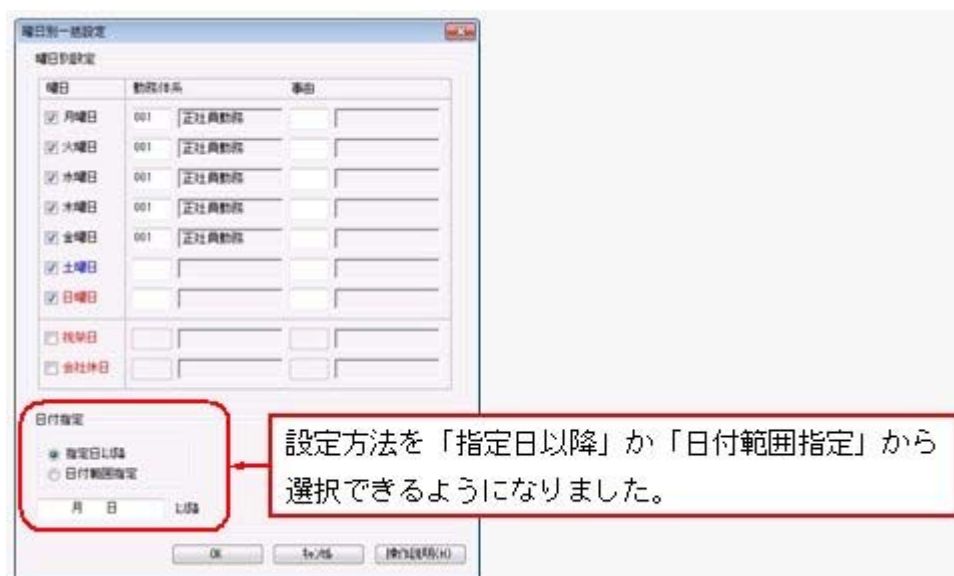 曜日別一括設定
曜日別設定
曜日 勤務体系 事由
月曜日 001 正社員勤務
火曜日 001 正社員勤務
水曜日 001 正社員勤務
木曜日 001 正社員勤務
金曜日 001 正社員勤務
土曜日
日曜日
祝祭日
会社休日
日付指定
指定日以降
日付範囲指定
月 日 以降
設定方法を「指定日以降」か「日付範囲指定」から
選択できるようになりました。
OK キャンセル 操作説明(H)